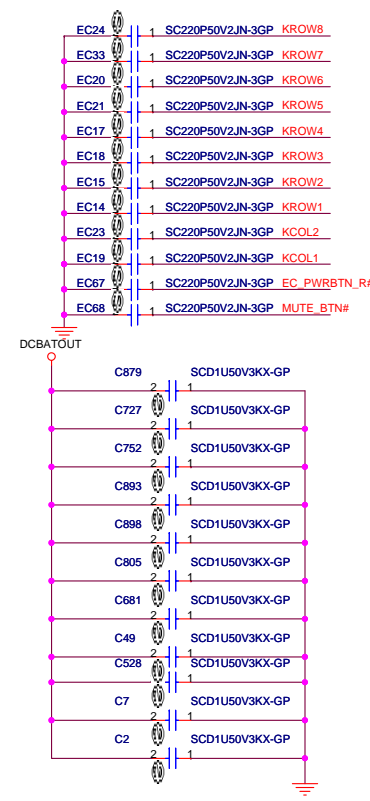 EC24 1 SC220P50V2JN-3GP KROW8
EC33 1 SC220P50V2JN-3GP KROW7
EC20 1 SC220P50V2JN-3GP KROW6
EC21 1 SC220P50V2JN-3GP KROW5
EC17 1 SC220P50V2JN-3GP KROW4
EC18 1 SC220P50V2JN-3GP KROW3
EC15 1 SC220P50V2JN-3GP KROW2
EC14 1 SC220P50V2JN-3GP KROW1
EC23 1 SC220P50V2JN-3GP KCOL2
EC19 1 SC220P50V2JN-3GP KCOL1
EC67 1 SC220P50V2JN-3GP EC_PWRBTN_R#
EC68 1 SC220P50V2JN-3GP MUTE_BTN#
DCBATOUT
C879 SCD1U50V3KX-GP
2 1
C727 SCD1U50V3KX-GP
2 1
C752 SCD1U50V3KX-GP
2 1
C893 SCD1U50V3KX-GP
2 1
C898 SCD1U50V3KX-GP
2 1
C805 SCD1U50V3KX-GP
2 1
C681 SCD1U50V3KX-GP
2 1
C49 SCD1U50V3KX-GP
2 1
C528 SCD1U50V3KX-GP
2 1
C7 SCD1U50V3KX-GP
2 1
C2 SCD1U50V3KX-GP
2 1